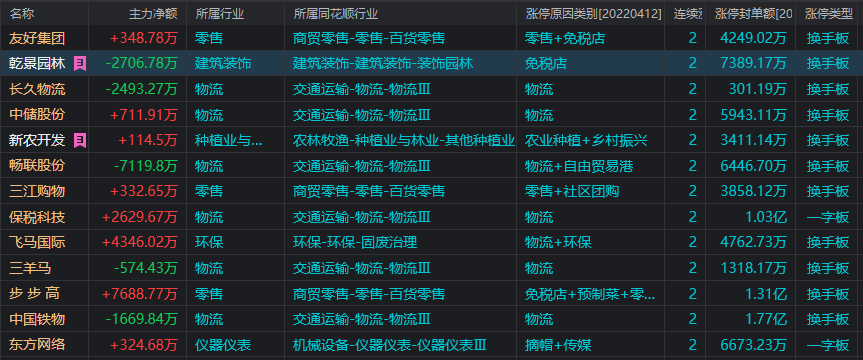 名称 主力净额 所属行业 所属同花顺行业 涨停原因类别[20220412] 连续 涨停封单额[20 涨停类型
友好集团 +348.78万 零售 商贸零售-零售-百货零售 零售+免税店 2 4249.02万 换手板
乾景园林 -2706.78万 建筑装饰 建筑装饰-建筑装饰-装饰园林 免税店 2 7389.17万 换手板
长久物流 -2493.27万 物流 交通运输-物流-物流Ⅲ 物流 2 301.19万 换手板
中储股份 +711.91万 物流 交通运输-物流-物流Ⅲ 物流 2 5943.11万 换手板
新农开发 +114.5万 种植业与... 农林牧渔-种植业与林业-其他种植业 农业种植+乡村振兴 2 3411.14万 换手板
畅联股份 -7119.8万 物流 交通运输-物流-物流Ⅲ 物流+自由贸易港 2 6446.70万 换手板
三江购物 +332.65万 零售 商贸零售-零售-百货零售 零售+社区团购 2 3858.12万 换手板
保税科技 +2629.67万 物流 交通运输-物流-物流Ⅲ 物流 2 1.03亿 一字板
飞马国际 +4346.02万 环保 环保-环保-固废治理 物流+环保 2 4762.73万 换手板
三羊马 -574.43万 物流 交通运输-物流-物流Ⅲ 物流 2 1318.17万 换手板
步步高 +7688.77万 零售 商贸零售-零售-百货零售 免税店+预制菜+零... 2 1.31亿 换手板
中国铁物 -1669.84万 物流 交通运输-物流-物流Ⅲ 物流 2 1.77亿 换手板
东方网络 +324.68万 仪器仪表 机械设备-仪器仪表-仪器仪表Ⅲ 摘帽+传媒 2 6673.23万 一字板